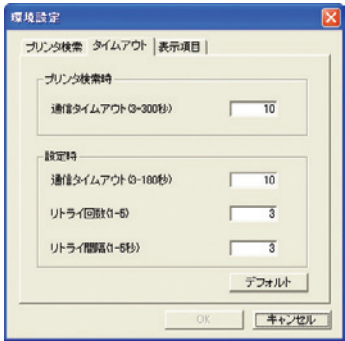 環境設定
プリンタ検索 タイムアウト 表示項目
プリンタ検索時
通信タイムアウト(3-300秒) 10
設定時
通信タイムアウト(3-180秒) 10
リトライ回数(1-5) 3
リトライ間隔(1-5秒) 3
デフォルト
OK キャンセル